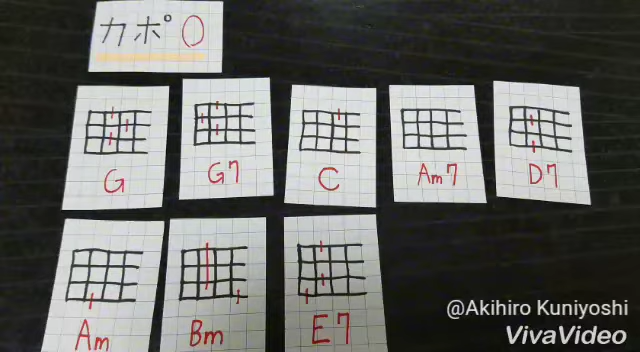 カポ 0
G
G7
C
Am7
D7
Am
Bm
E7
@Akihiro Kuniyoshi
VivaVideo